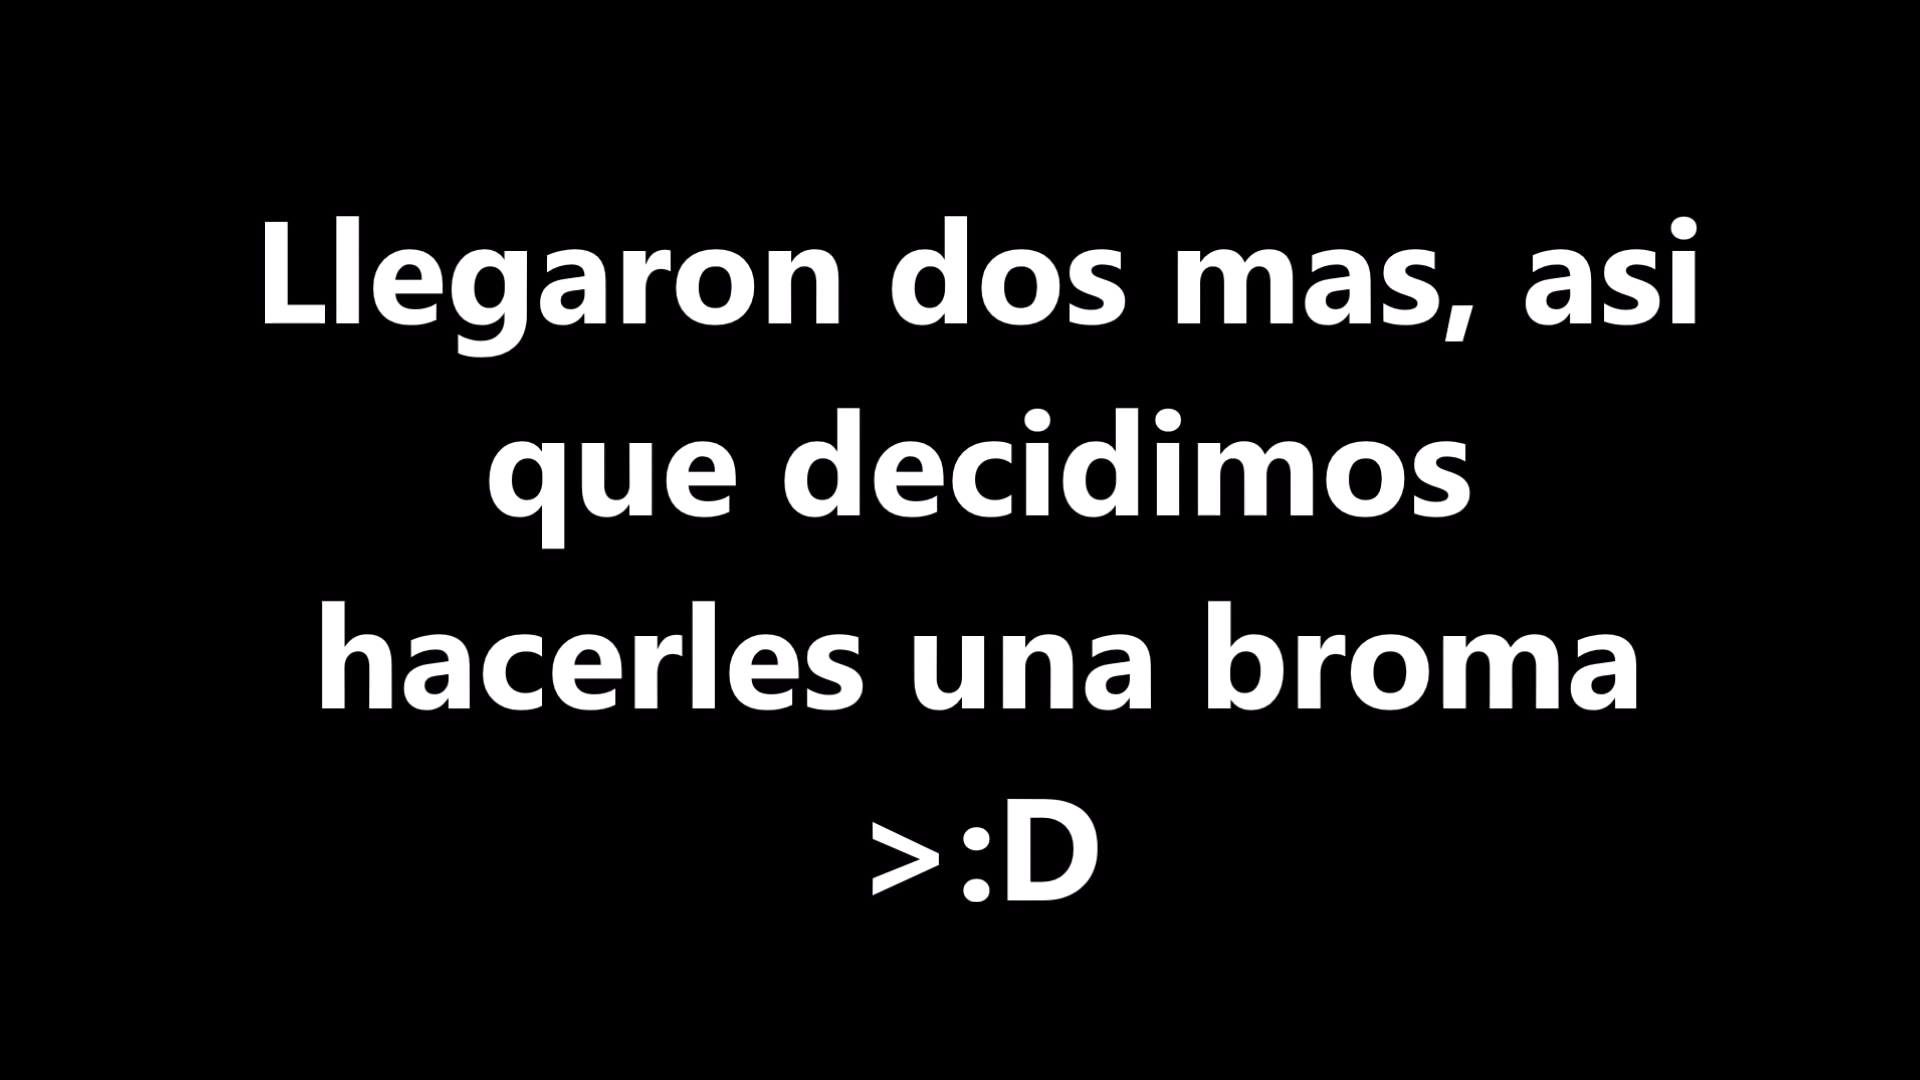 Llegaron dos mas, asi
que decidimos
hacerles una broma
>:D